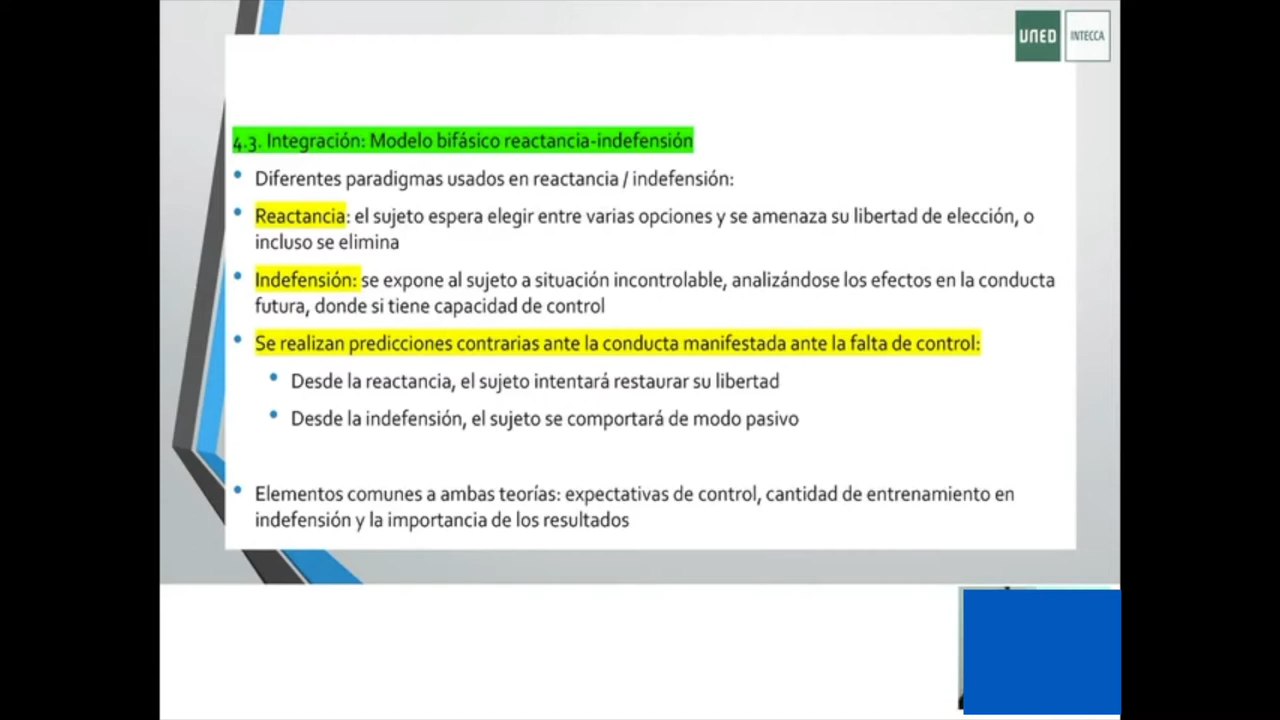 UNED
INTECCA
4.3. Integración: Modelo bifásico reactancia-indefensión
• Diferentes paradigmas usados en reactancia / indefensión:
• Reactancia: el sujeto espera elegir entre varias opciones y se amenaza su libertad de elección, o
incluso se elimina
• Indefensión: se expone al sujeto a situación incontrolable, analizándose los efectos en la conducta
futura, donde si tiene capacidad de control
• Se realizan predicciones contrarias ante la conducta manifestada ante la falta de control:
• Desde la reactancia, el sujeto intentará restaurar su libertad
• Desde la indefensión, el sujeto se comportará de modo pasivo
• Elementos comunes a ambas teorías: expectativas de control, cantidad de entrenamiento en
indefensión y la importancia de los resultados